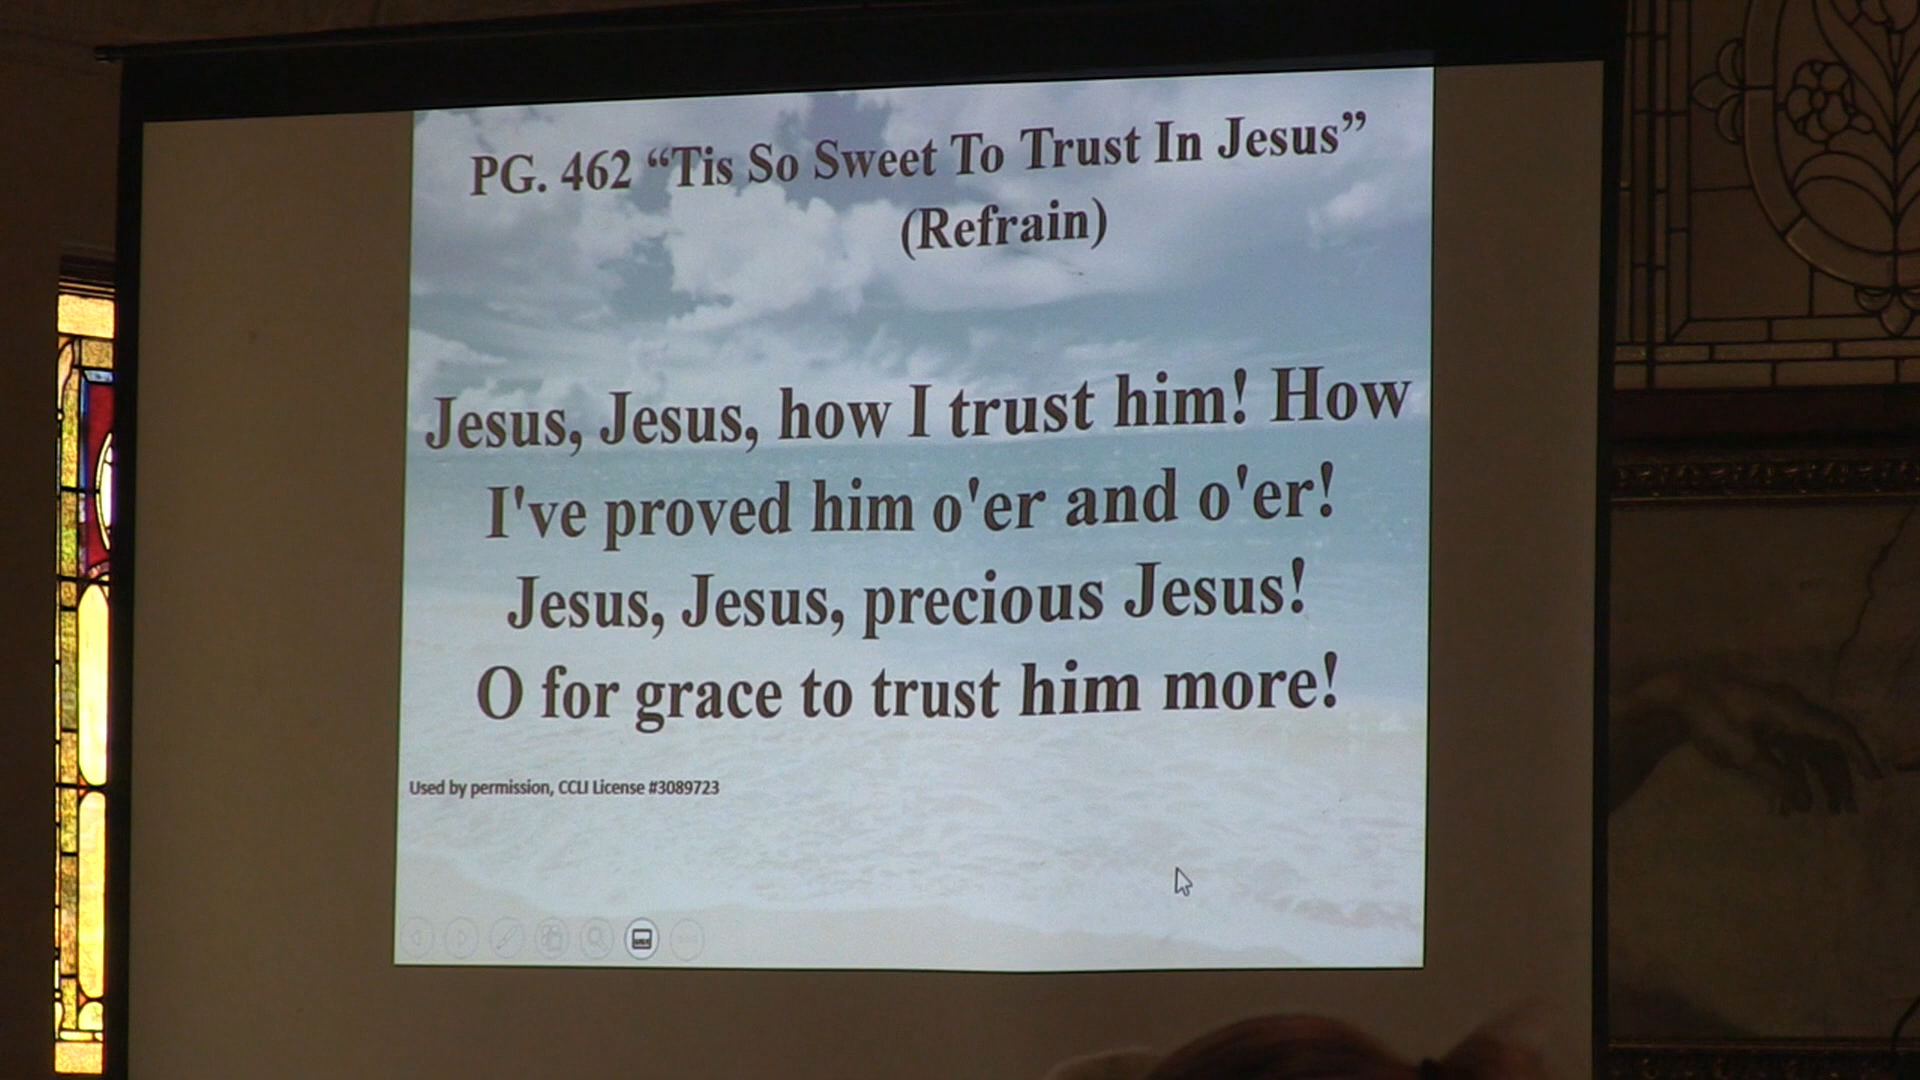 PG. 462 “Tis So Sweet To Trust In Jesus”
(Refrain)
Jesus, Jesus, how I trust him! How
I've proved him o'er and o'er!
Jesus, Jesus, precious Jesus!
O for grace to trust him more!
Used by permission, CCLI License #3089723